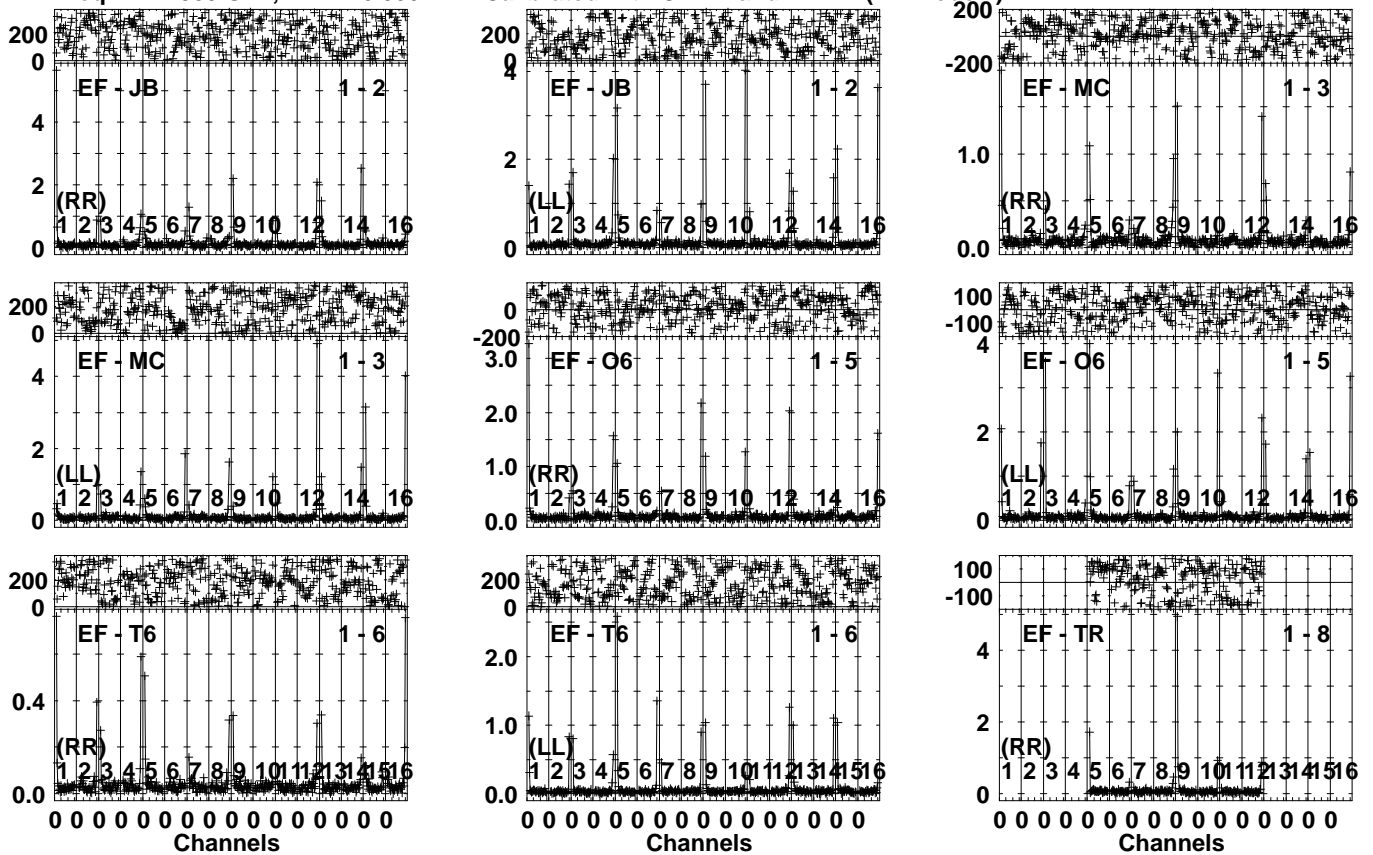 200 0 EF - JB 1 - 2 4 2 0 (RR) 1 2 3 4 5 6 7 8 9 10 12 14 16
200 0 EF - JB 1 - 2 4 2 0 (LL) 1 2 3 4 5 6 7 8 9 10 12 14 16
200 -200 EF - MC 1 - 3 1.0 0.0 (RR) 1 2 3 4 5 6 7 8 9 10 12 14 16
200 0 EF - MC 1 - 3 4 2 0 (LL) 1 2 3 4 5 6 7 8 9 10 12 14 16
0 -200 EF - O6 1 - 5 3.0 2.0 1.0 0.0 (RR) 1 2 3 4 5 6 7 8 9 10 12 14 16
100 -100 EF - O6 1 - 5 4 2 0 (LL) 1 2 3 4 5 6 7 8 9 10 12 14 16
200 0 EF - T6 1 - 6 0.4 0.0 (RR) 1 2 3 4 5 6 7 8 9 10 11 12 13 14 15 16
200 0 EF - T6 1 - 6 2.0 1.0 0.0 (LL) 1 2 3 4 5 6 7 8 9 10 11 12 13 14 15 16
100 -100 EF - TR 1 - 8 4 2 0 (RR) 1 2 3 4 5 6 7 8 9 10 11 12 13 14 15 16
0 0 0 0 0 0 0 0 0 0 0 0 0 0 0 0
Channels
0 0 0 0 0 0 0 0 0 0 0 0 0 0 0 0
Channels
0 0 0 0 0 0 0 0 0 0 0 0 0 0 0 0
Channels